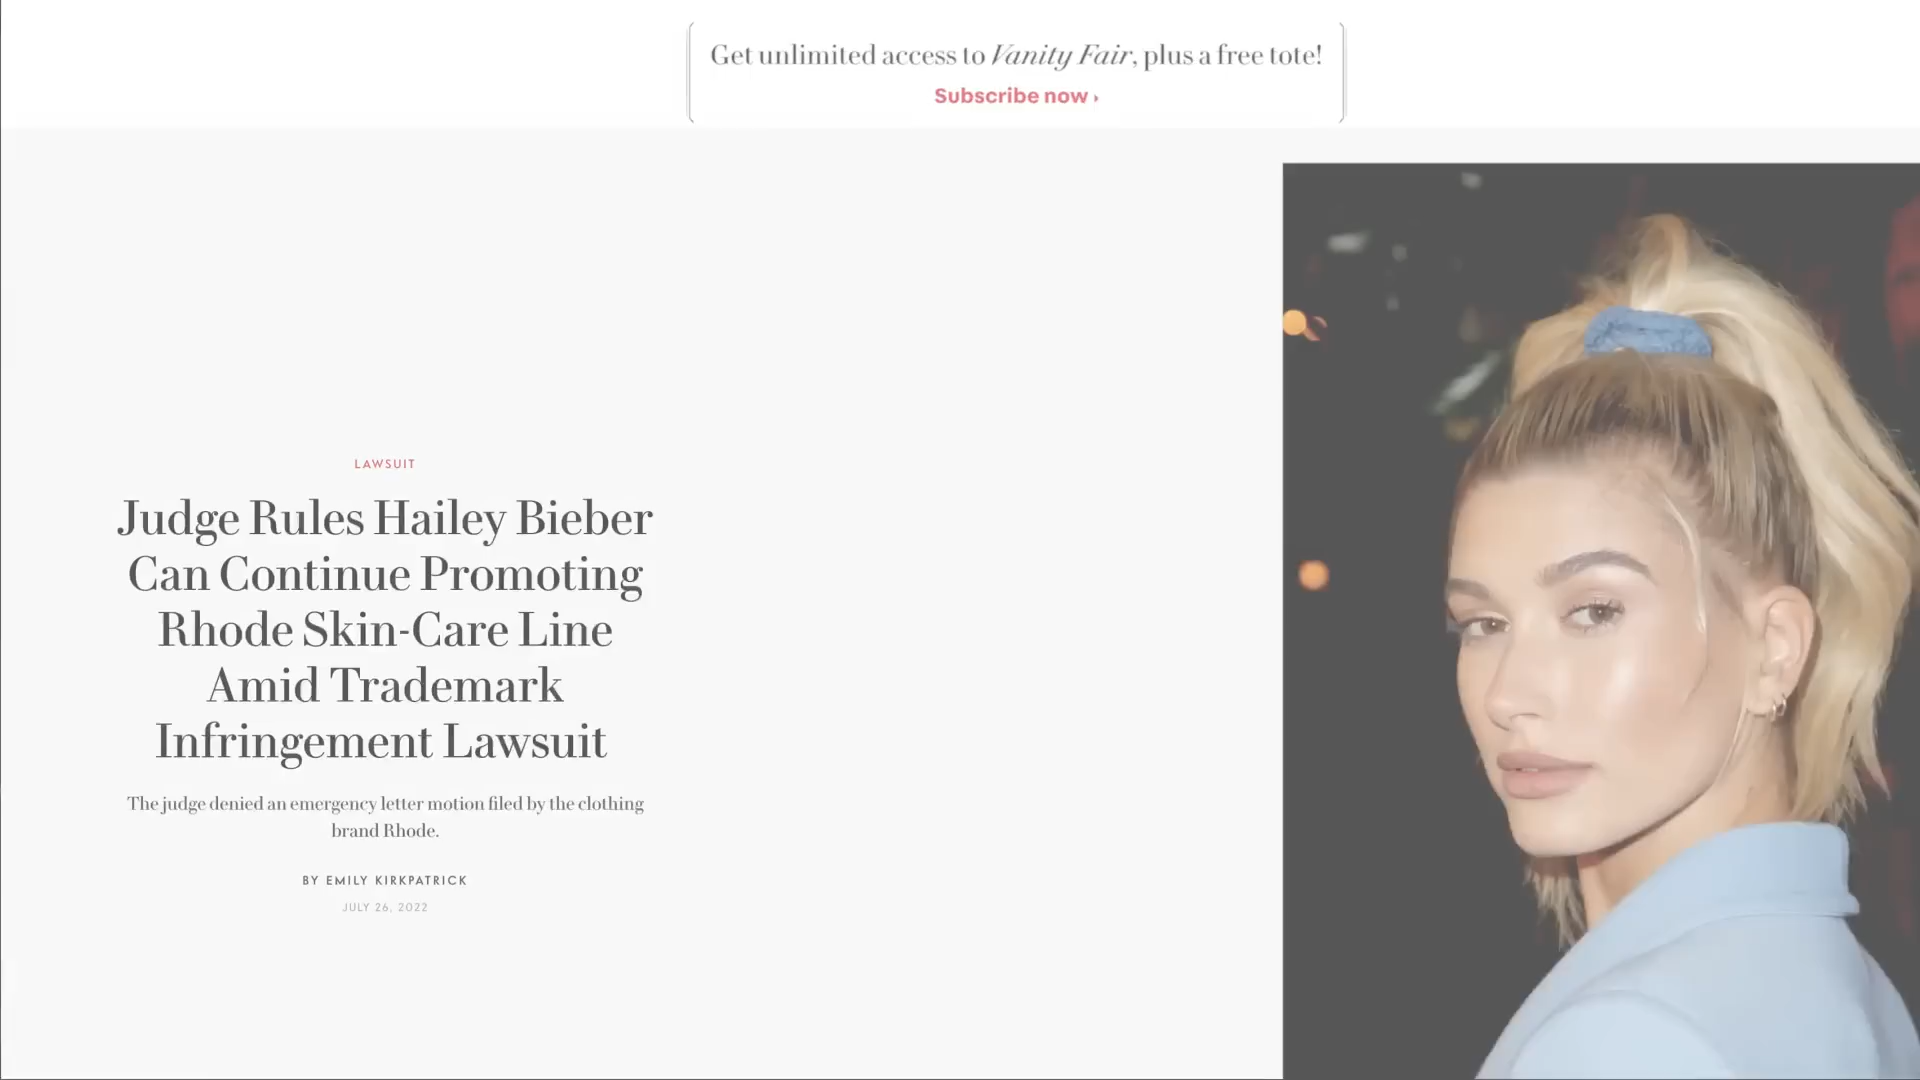 Get unlimited access to Vanity Fair, plus a free tote!
Subscribe now ›
LAWSUIT
Judge Rules Hailey Bieber
Can Continue Promoting
Rhode Skin-Care Line
Amid Trademark
Infringement Lawsuit
The judge denied an emergency letter motion filed by the clothing
brand Rhode.
BY EMILY KIRKPATRICK
JULY 26, 2022